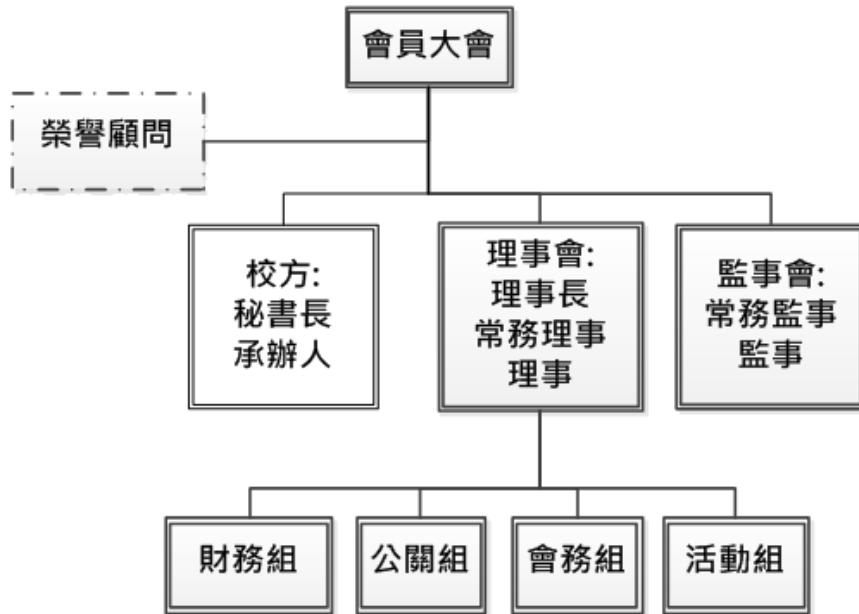 會員大會
榮譽顧問
校方:
秘書長
承辦人
理事會:
理事長
常務理事
理事
監事會:
常務監事
監事
財務組
公關組
會務組
活動組